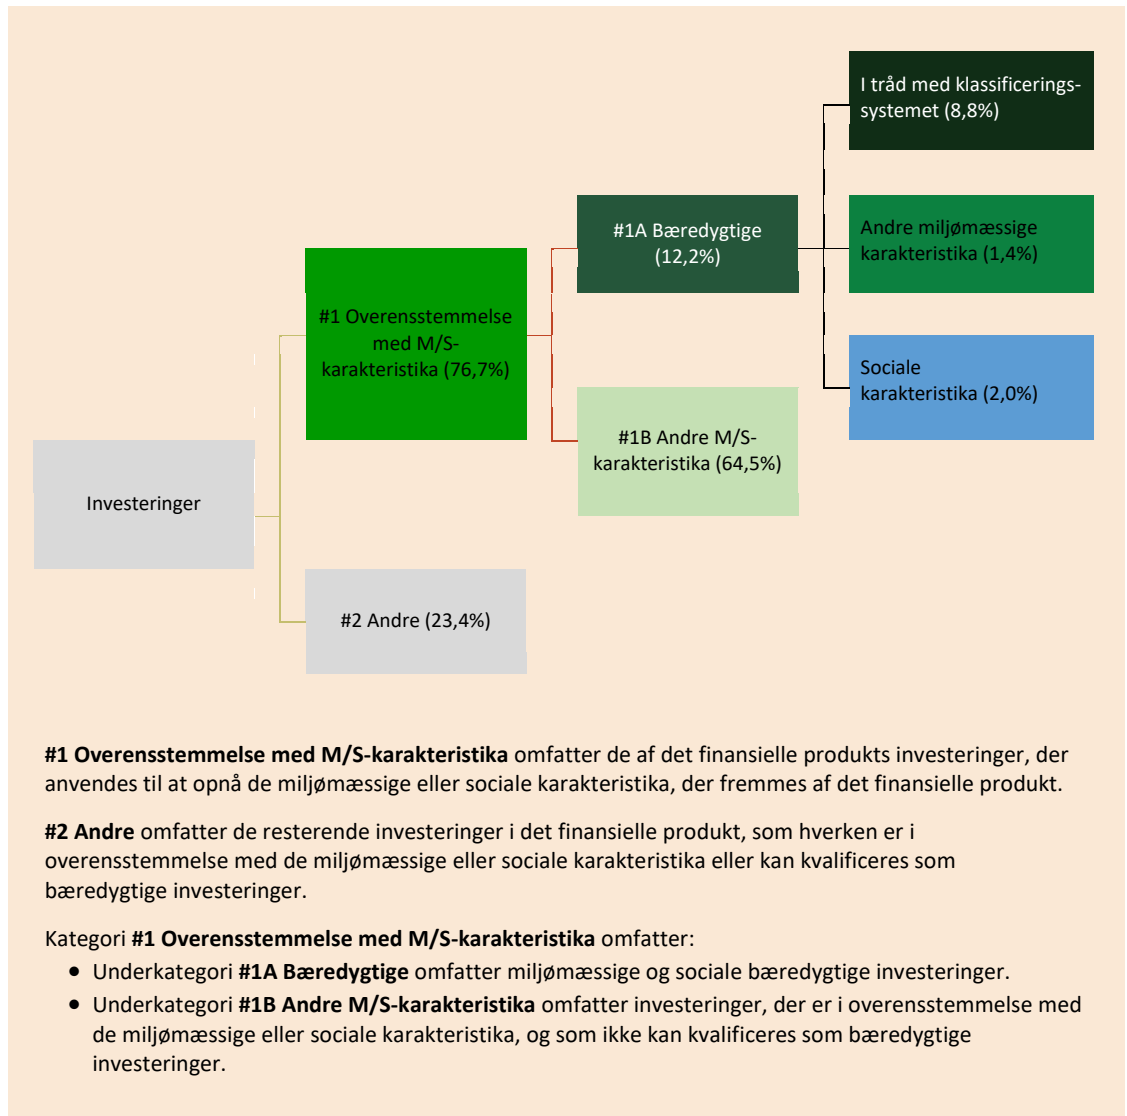 I tråd med klassificerings-
systemet (8,8%)
#1A Bæredygtige
(12,2%)
Andre miljømæssige
karakteristika (1,4%)
#1 Overensstemmelse
med M/S-
karakteristika (76,7%)
Sociale
karakteristika (2,0%)
#1B Andre M/S-
karakteristika (64,5%)
Investeringer
#2 Andre (23,4%)
#1 Overensstemmelse med M/S-karakteristika omfatter de af det finansielle produkts investeringer, der
anvendes til at opnå de miljømæssige eller sociale karakteristika, der fremmes af det finansielle produkt.
#2 Andre omfatter de resterende investeringer i det finansielle produkt, som hverken er i
overensstemmelse med de miljømæssige eller sociale karakteristika eller kan kvalificeres som
bæredygtige investeringer.
Kategori #1 Overensstemmelse med M/S-karakteristika omfatter:
• Underkategori #1A Bæredygtige omfatter miljømæssige og sociale bæredygtige investeringer.
• Underkategori #1B Andre M/S-karakteristika omfatter investeringer, der er i overensstemmelse med
de miljømæssige eller sociale karakteristika, og som ikke kan kvalificeres som bæredygtige
investeringer.